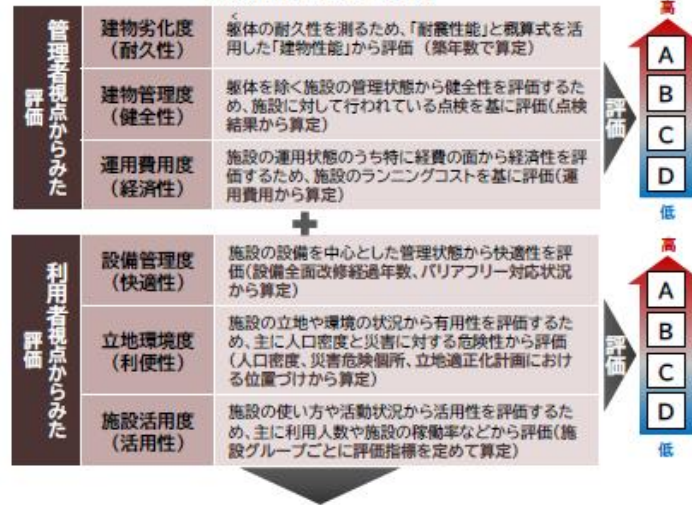 管理者視点からみた評価
建物劣化度
(耐久性)
く
躯体の耐久性を測るため、「耐震性能」と概算式を活
用した「建物性能」から評価 (築年数で算定)
建物管理度
(健全性)
躯体を除く施設の管理状態から健全性を評価するた
め、施設に対して行われている点検を基に評価(点検
結果から算定)
運用費用度
(経済性)
施設の運用状態のうち特に経費の面から経済性を評
価するため、施設のランニングコストを基に評価(運
用費用から算定)
評価
高
A
B
C
D
低
+
利用者視点からみた評価
設備管理度
(快適性)
施設の設備を中心とした管理状態から快適性を評
価(設備全面改修経過年数、バリアフリー対応状況
から算定)
立地環境度
(利便性)
施設の立地や環境の状況から有用性を評価するた
め、主に人口密度と災害に対する危険性から評価
(人口密度、災害危険個所、立地適正化計画におけ
る位置づけから算定)
施設活用度
(活用性)
施設の使い方や活動状況から活用性を評価するた
め、主に利用人数や施設の稼働率などから評価(施
設グループごとに評価指標を定めて算定)
評価
高
A
B
C
D
低